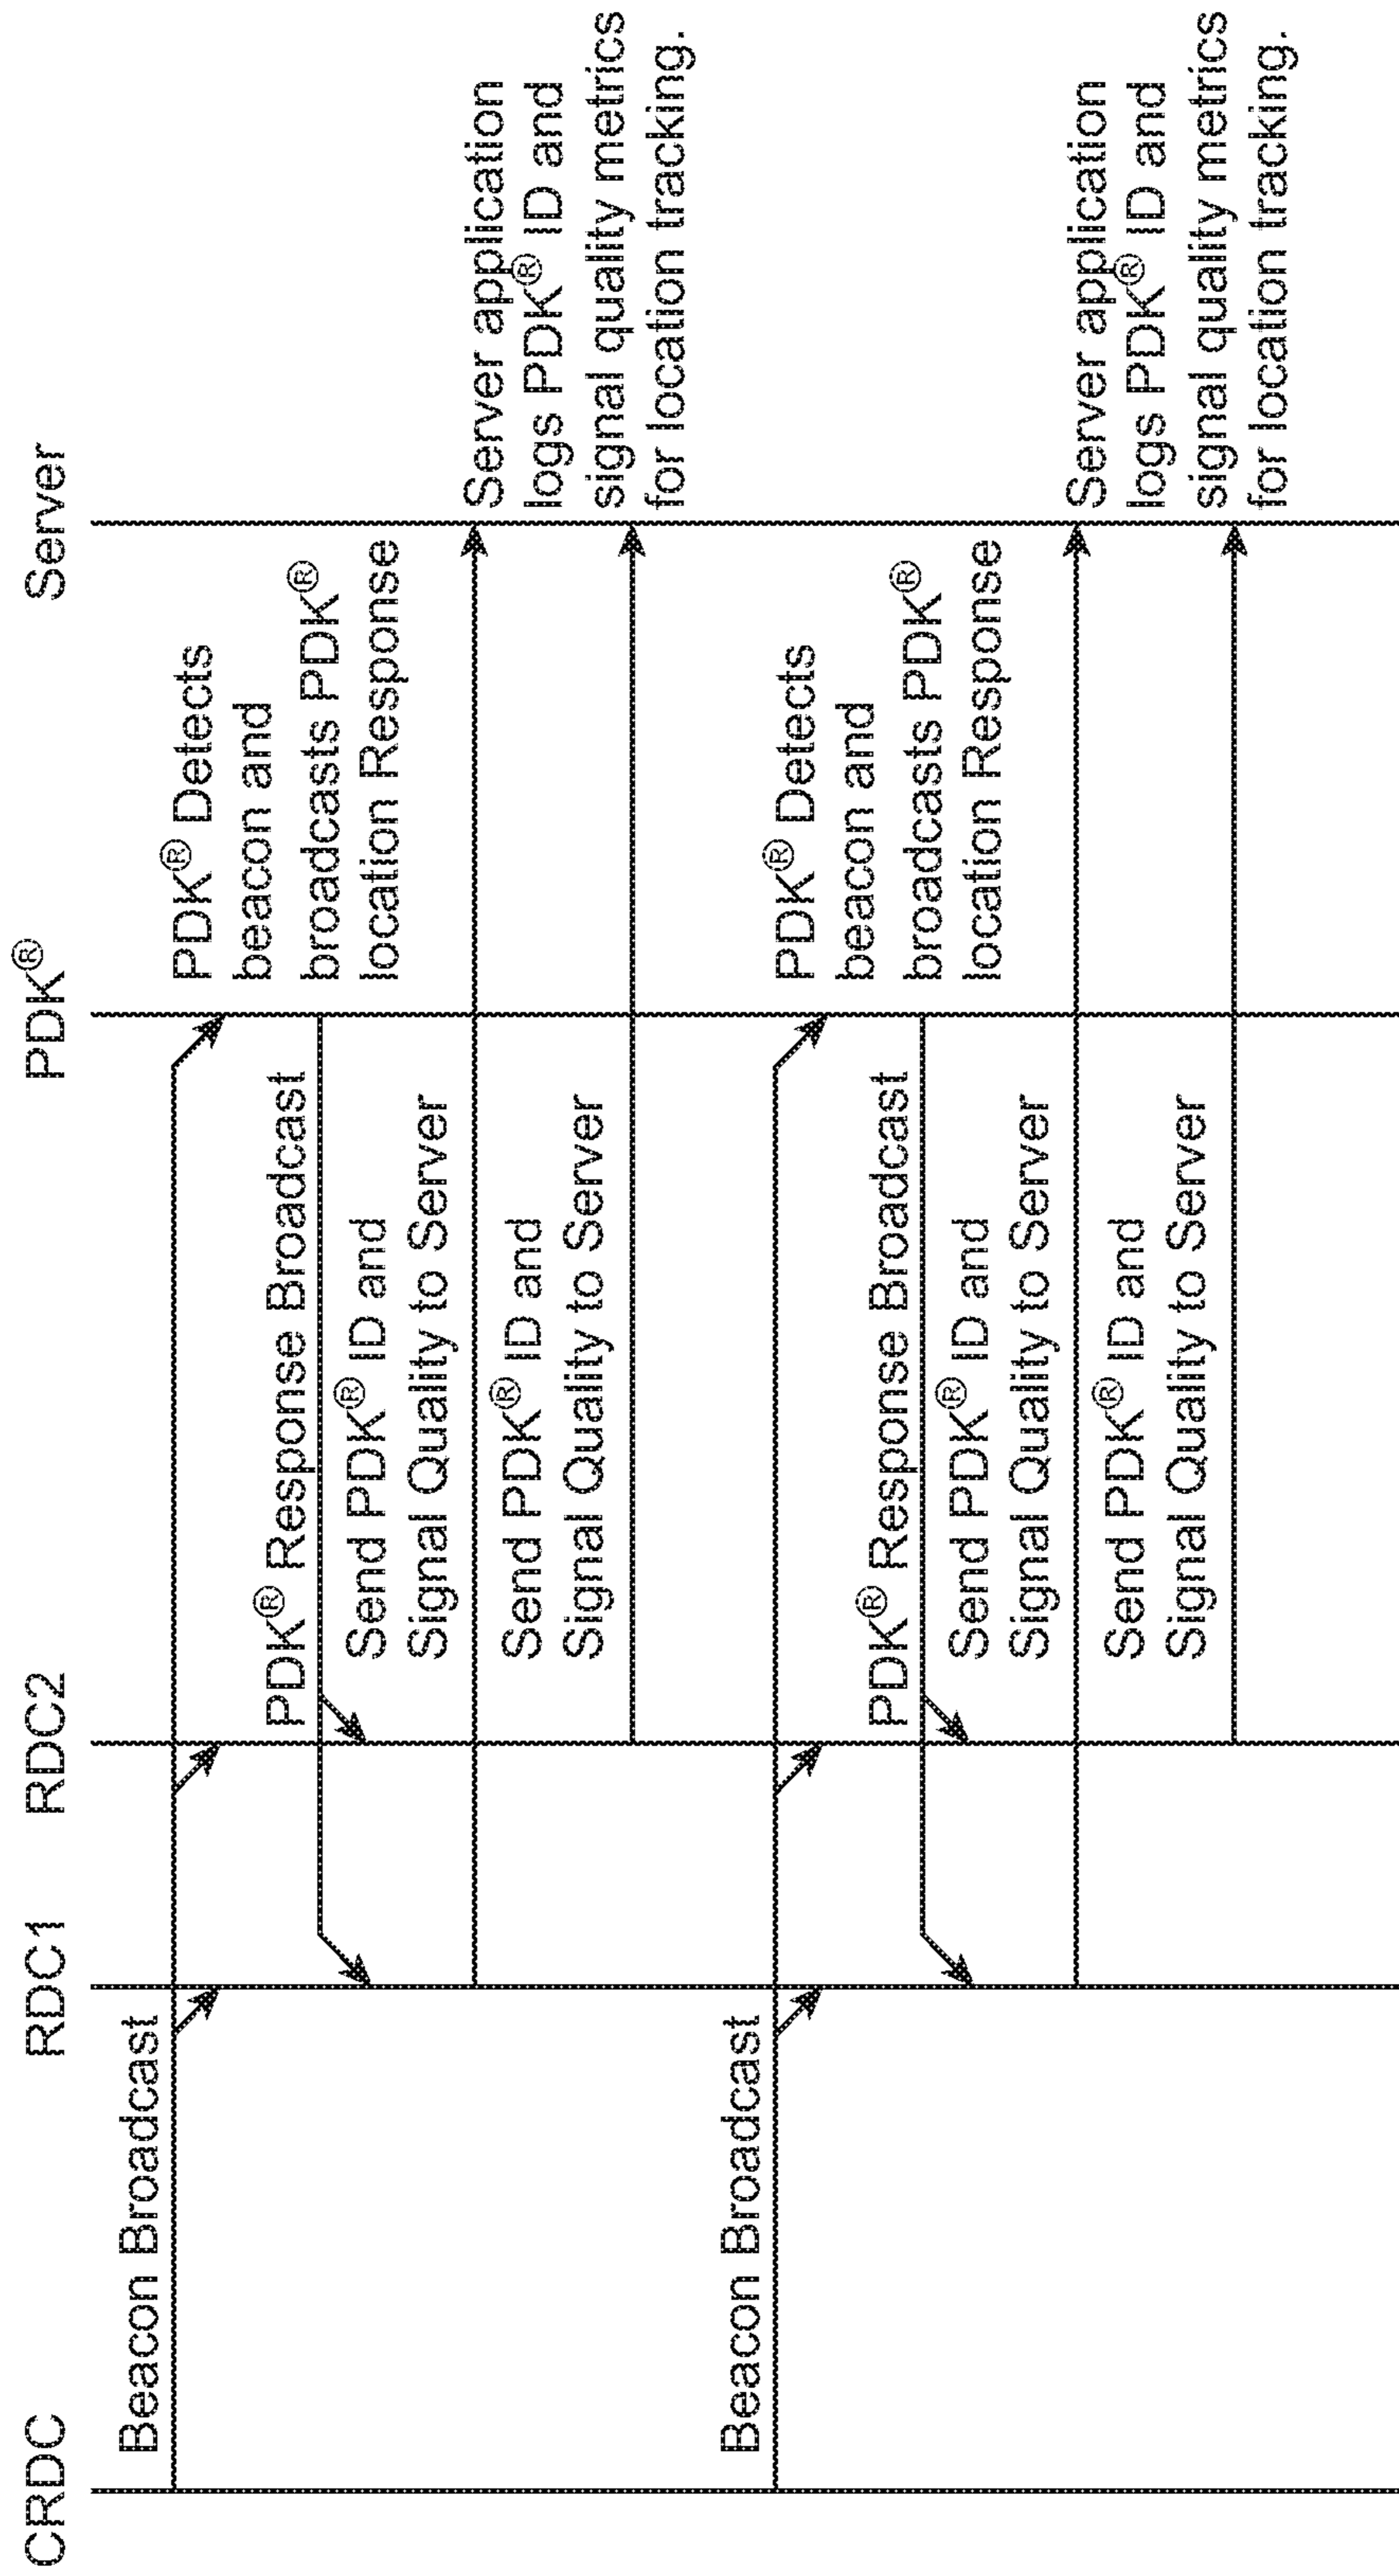 CRDC
RDC1
RDC2
PDK®
Server
Beacon Broadcast
PDK® Detects
beacon and
broadcasts PDK®
location Response
PDK® Response Broadcast
Send PDK® ID and
Signal Quality to Server
Server application
logs PDK® ID and
signal quality metrics
for location tracking.
Send PDK® ID and
Signal Quality to Server
Beacon Broadcast
PDK® Detects
beacon and
broadcasts PDK®
location Response
PDK® Response Broadcast
Send PDK® ID and
Signal Quality to Server
Server application
logs PDK® ID and
signal quality metrics
for location tracking.
Send PDK® ID and
Signal Quality to Server